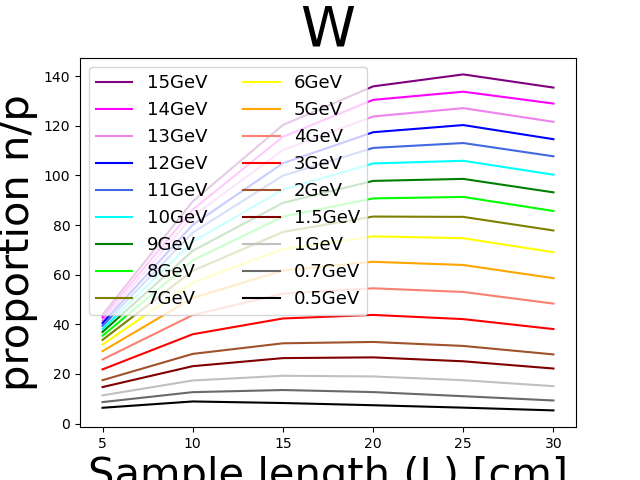 W
proportion n/p
140
120
100
80
60
40
20
0
15GeV
14GeV
13GeV
12GeV
11GeV
10GeV
9GeV
8GeV
7GeV
6GeV
5GeV
4GeV
3GeV
2GeV
1.5GeV
1GeV
0.7GeV
0.5GeV
5 10 15 20 25 30
Sample length (L) [cm]